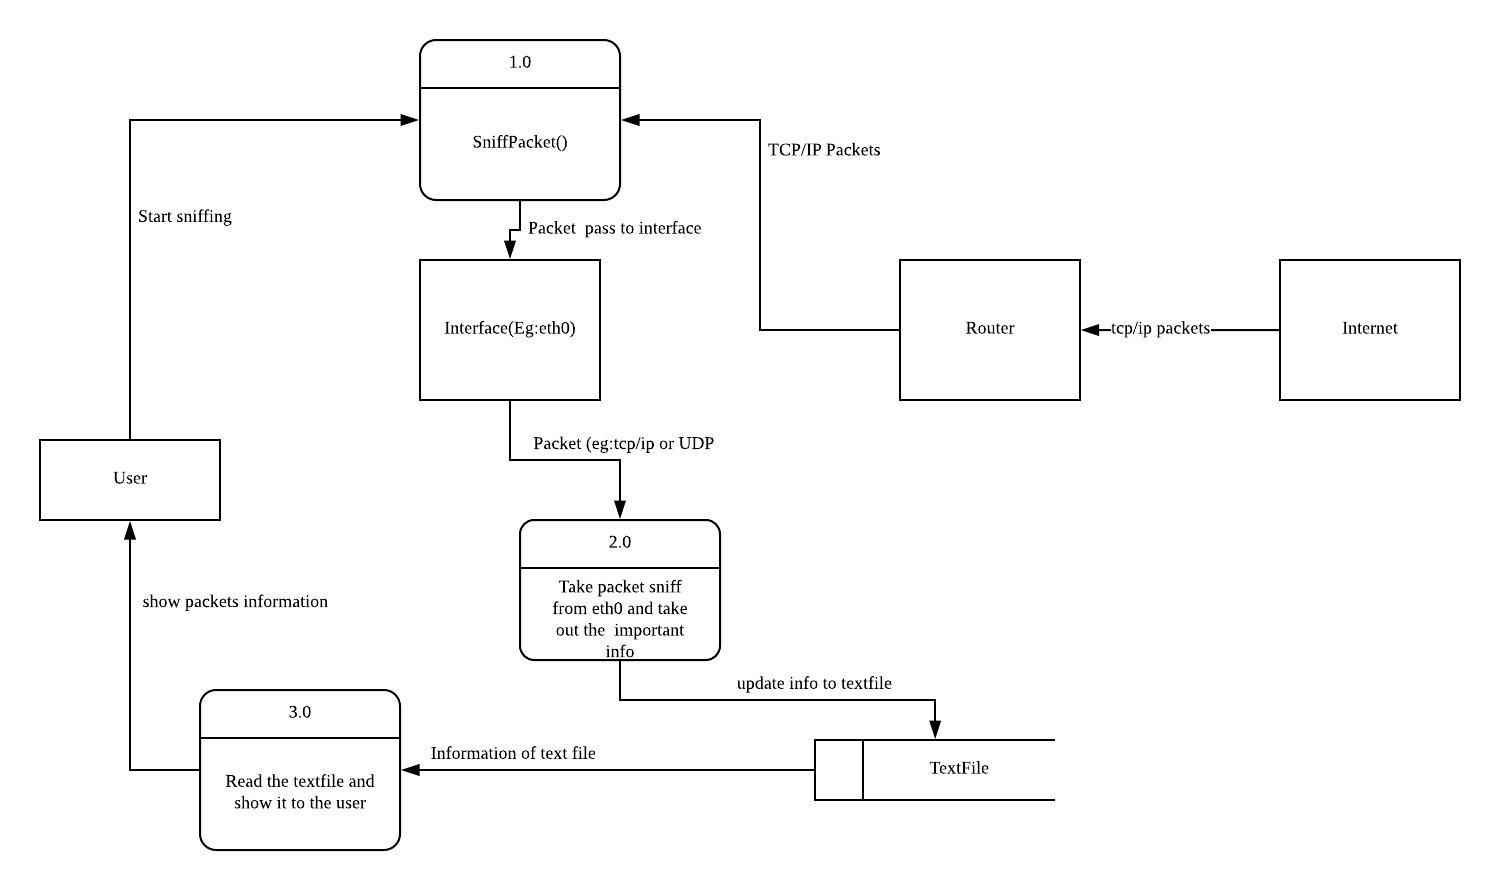 1.0
SniffPacket()
TCP/IP Packets
Start sniffing
Packet  pass to interface
Interface(Eg:eth0)
Router
tcp/ip packets
Internet
Packet (eg:tcp/ip or UDP
User
2.0
Take packet sniff
from eth0 and take
out the  important
info
show packets information
update info to textfile
3.0
Information of text file
TextFile
Read the textfile and
show it to the user